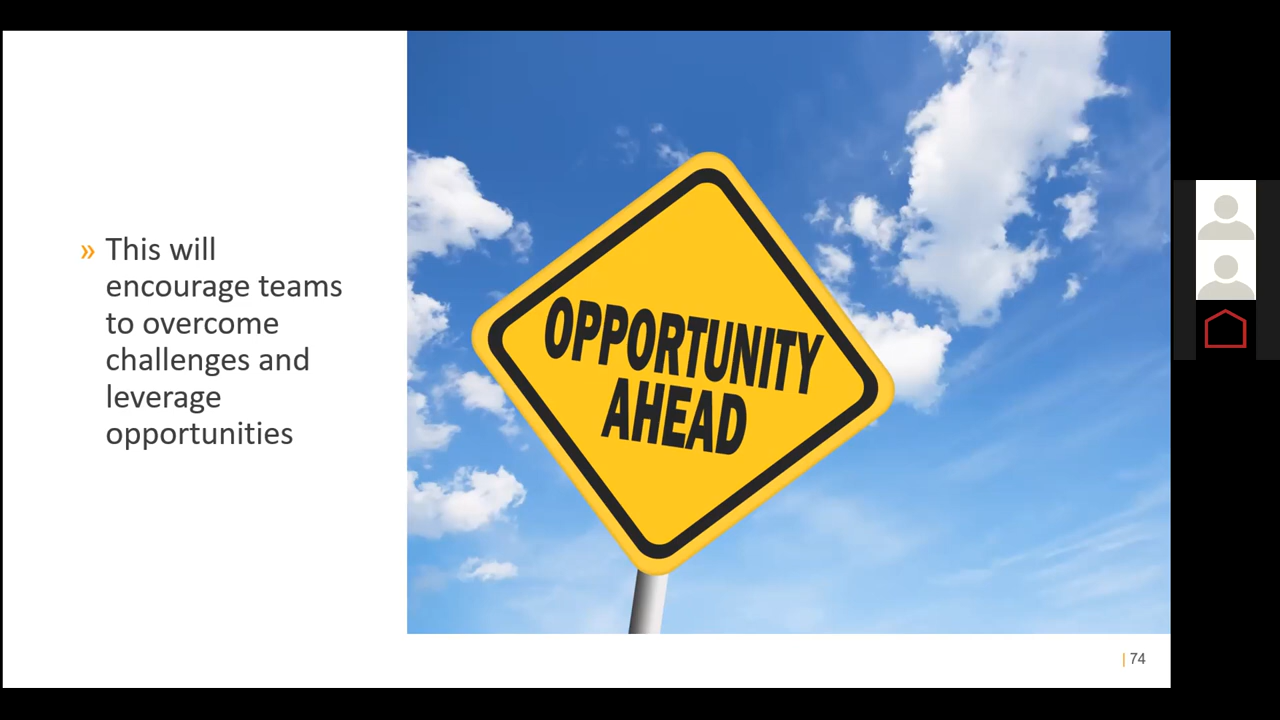 » This will
encourage teams
to overcome
challenges and
leverage
opportunities
OPPORTUNITY
AHEAD
| 74